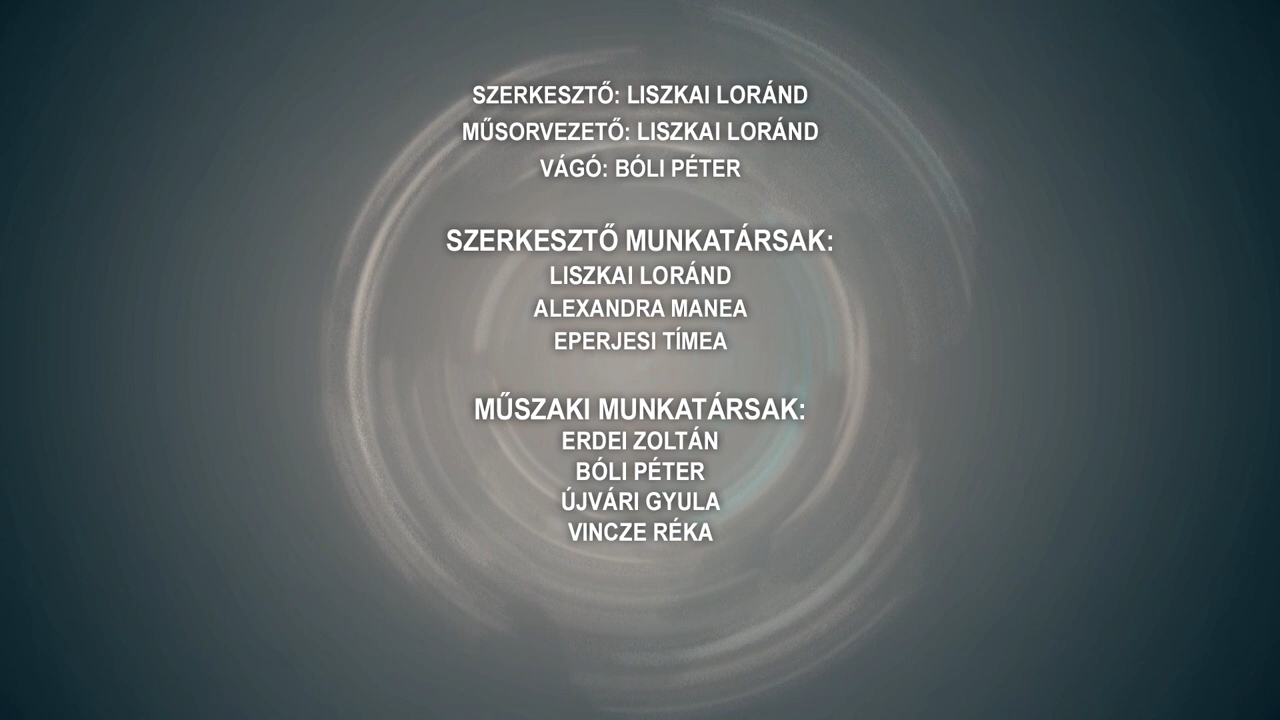 SZERKESZTŐ: LISZKAI LORÁND
MŰSORVEZETŐ: LISZKAI LORÁND
VÁGÓ: BÓLI PÉTER
SZERKESZTŐ MUNKATÁRSAK:
LISZKAI LORÁND
ALEXANDRA MANEA
EPERJESI TÍMEA
MŰSZAKI MUNKATÁRSAK:
ERDEI ZOLTÁN
BÓLI PÉTER
ÚJVÁRI GYULA
VINCZE RÉKA